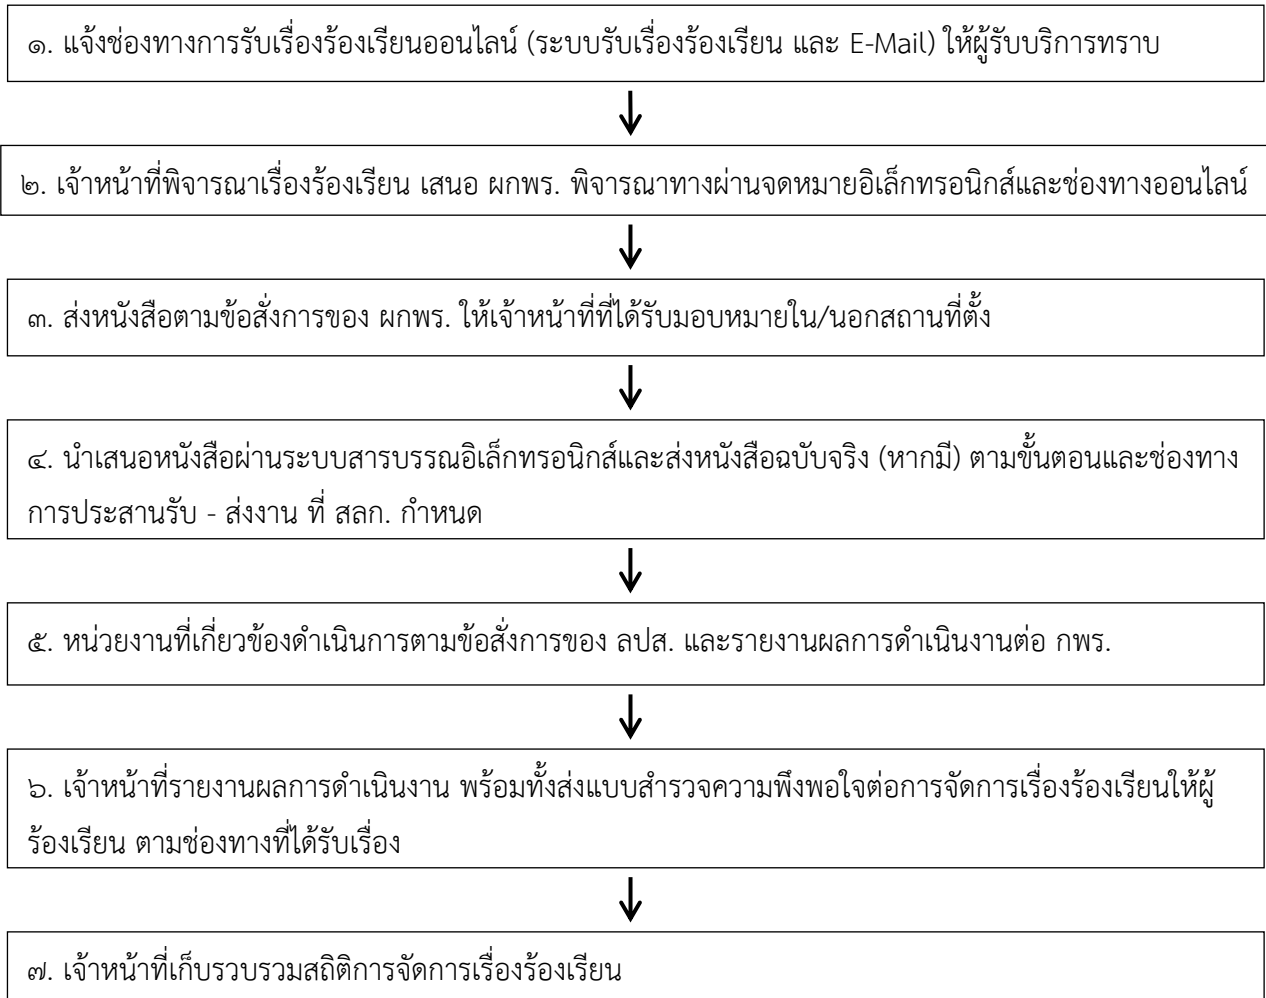 ๑. แจ้งช่องทางการรับเรื่องร้องเรียนออนไลน์ (ระบบรับเรื่องร้องเรียน และ E-Mail) ให้ผู้รับบริการทราบ
๒. เจ้าหน้าที่พิจารณาเรื่องร้องเรียน เสนอ ผกพร. พิจารณาทางผ่านจดหมายอิเล็กทรอนิกส์และช่องทางออนไลน์
๓. ส่งหนังสือตามข้อสั่งการของ ผกพร. ให้เจ้าหน้าที่ที่ได้รับมอบหมายใน/นอกสถานที่ตั้ง
๔. นำเสนอหนังสือผ่านระบบสารบรรณอิเล็กทรอนิกส์และส่งหนังสือฉบับจริง (หากมี) ตามขั้นตอนและช่องทาง
การประสานรับ - ส่งงาน ที่ สลก. กำหนด
๕. หน่วยงานที่เกี่ยวข้องดำเนินการตามข้อสั่งการของ ลปส. และรายงานผลการดำเนินงานต่อ กพร.
๖. เจ้าหน้าที่รายงานผลการดำเนินงาน พร้อมทั้งส่งแบบสำรวจความพึงพอใจต่อการจัดการเรื่องร้องเรียนให้ผู้
ร้องเรียน ตามช่องทางที่ได้รับเรื่อง
๗. เจ้าหน้าที่เก็บรวบรวมสถิติการจัดการเรื่องร้องเรียน